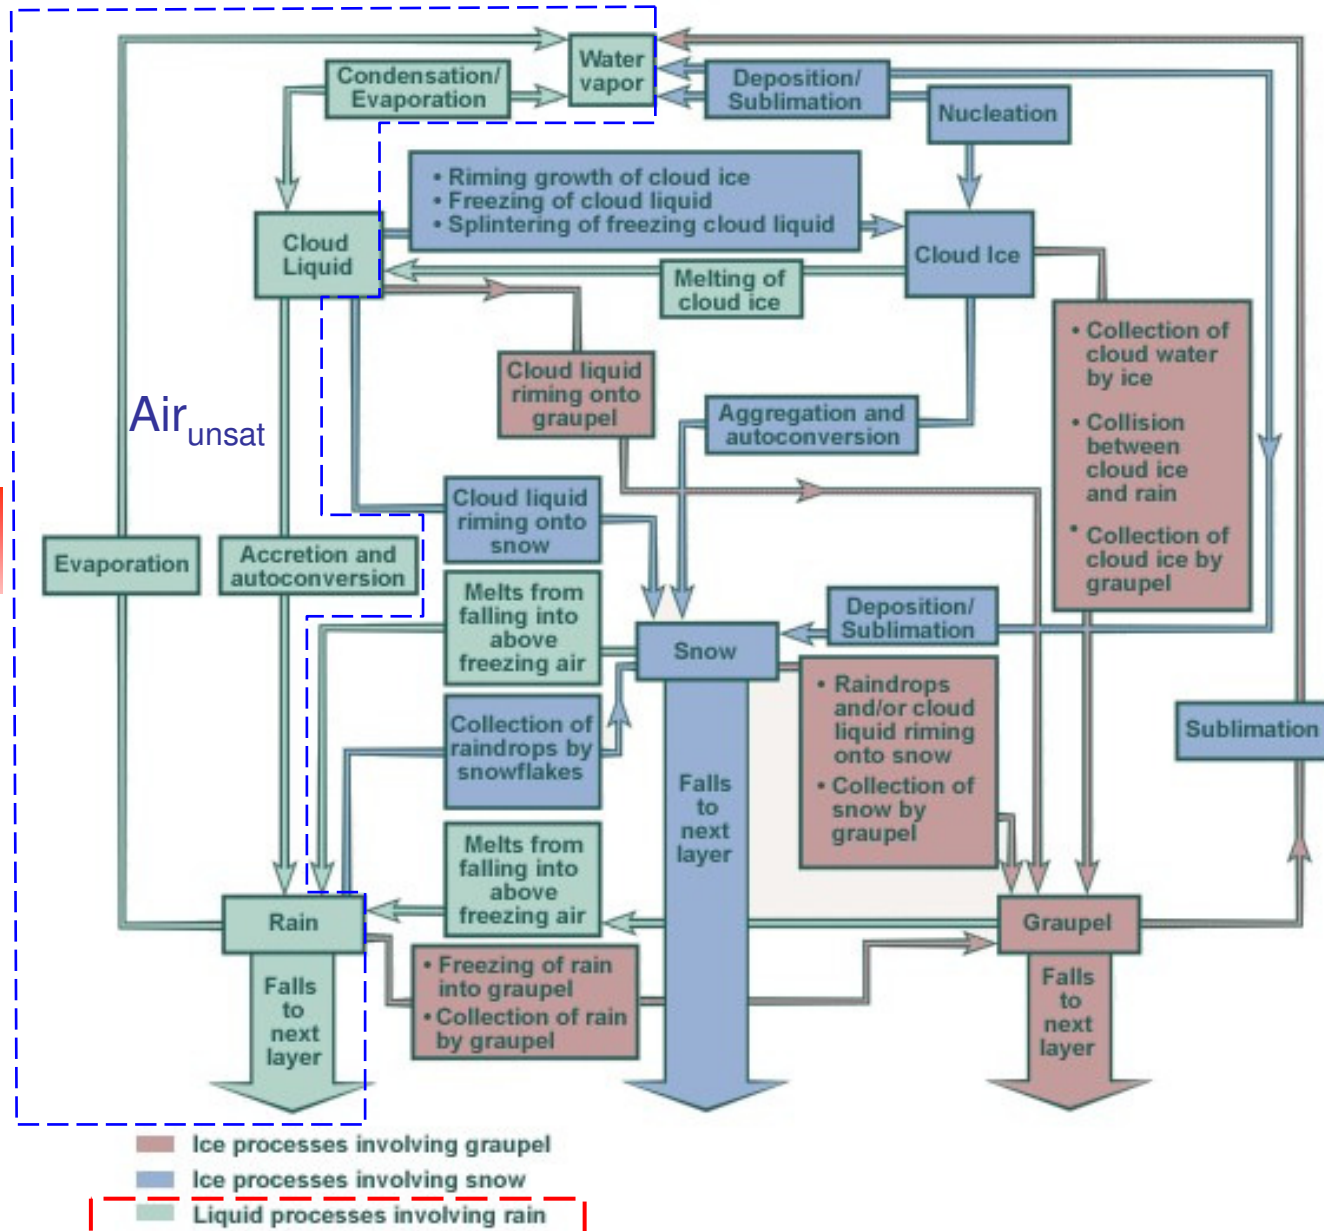 Water
vapor
Condensation/
Evaporation
Deposition/
Sublimation
Nucleation
• Riming growth of cloud ice
• Freezing of cloud liquid
• Splintering of freezing cloud liquid
Cloud
Liquid
Cloud Ice
Melting of
cloud ice
• Collection of
cloud water
by ice
• Collision
between
cloud ice
and rain
• Collection of
cloud ice by
graupel
Cloud liquid
riming onto
graupel
Aggregation and
autoconversion
Air_unsat
Cloud liquid
riming onto
snow
Evaporation
Accretion and
autoconversion
Melts from
falling into
above
freezing air
Deposition/
Sublimation
Snow
• Raindrops
and/or cloud
liquid riming
onto snow
• Collection of
snow by
graupel
Collection of
raindrops by
snowflakes
Sublimation
Falls
to
next
layer
Melts from
falling into
above
freezing air
Rain
Graupel
• Freezing of rain
into graupel
• Collection of rain
by graupel
Falls
to
next
layer
Falls
to
next
layer
Ice processes involving graupel
Ice processes involving snow
Liquid processes involving rain